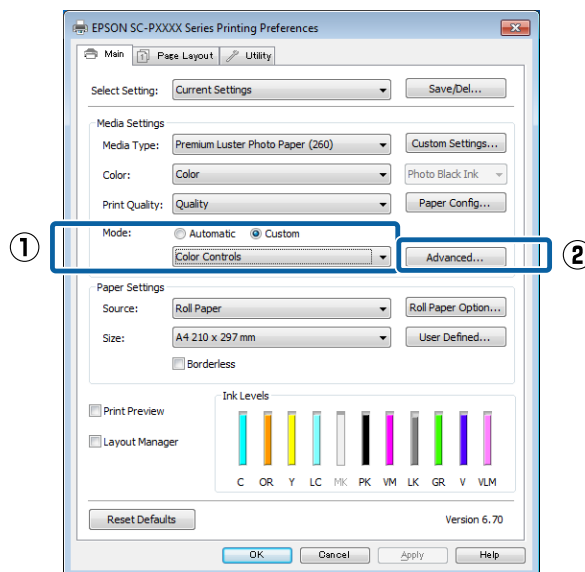 EPSON SC-PXXXX Series Printing Preferences
Main Page Layout Utility
Select Setting: Current Settings Save/Del...
Media Settings
Media Type: Premium Luster Photo Paper (260) Custom Settings...
Color: Color Photo Black Ink
Print Quality: Quality Paper Config...
① Mode: Automatic Custom
Color Controls Advanced... ②
Paper Settings
Source: Roll Paper Roll Paper Option...
Size: A4 210 x 297 mm User Defined...
Borderless
Ink Levels
Print Preview
Layout Manager
C OR Y LC MK PK VM LK GR V VLM
Reset Defaults Version 6.70
OK Cancel Apply Help